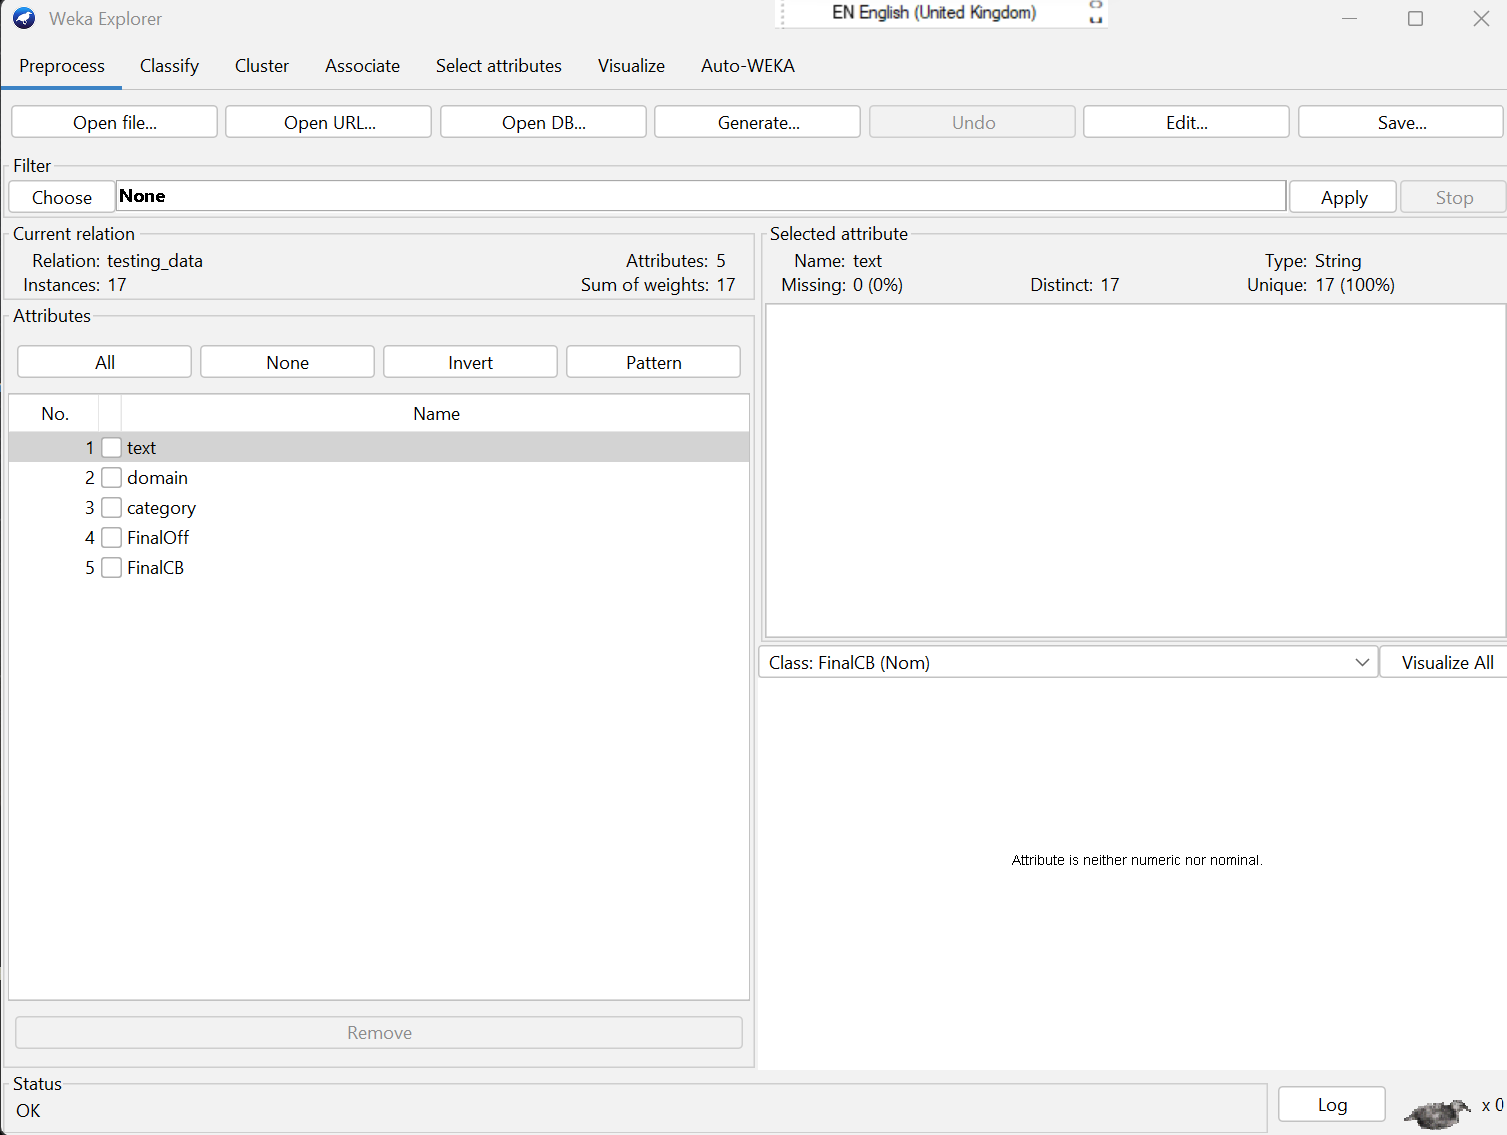 Weka Explorer
EN English (United Kingdom)
Preprocess Classify Cluster Associate Select attributes Visualize Auto-WEKA
Open file... Open URL... Open DB... Generate... Undo Edit... Save...
Filter
Choose None Apply Stop
Current relation
Relation: testing_data Attributes: 5
Instances: 17 Sum of weights: 17
Selected attribute
Name: text Type: String
Missing: 0 (0%) Distinct: 17 Unique: 17 (100%)
Attributes
All None Invert Pattern
No. Name
1 text
2 domain
3 category
4 FinalOff
5 FinalCB
Remove
Class: FinalCB (Nom) Visualize All
Attribute is neither numeric nor nominal.
Status
OK
Log x 0